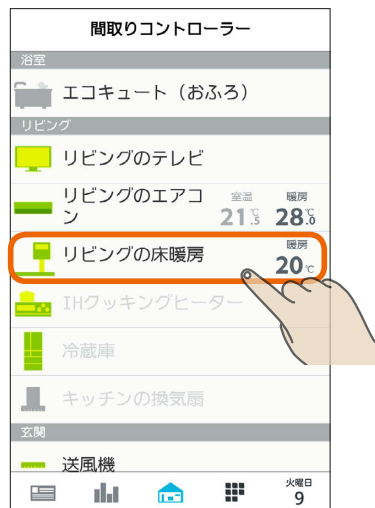 間取りコントローラー
浴室
エコキュート（おふろ）
リビング
リビングのテレビ
リビングのエアコン
室温 暖房
21.5℃ 28.0℃
リビングの床暖房
暖房
20℃
IHクッキングヒーター
冷蔵庫
キッチンの換気扇
玄関
送風機
火曜日
9